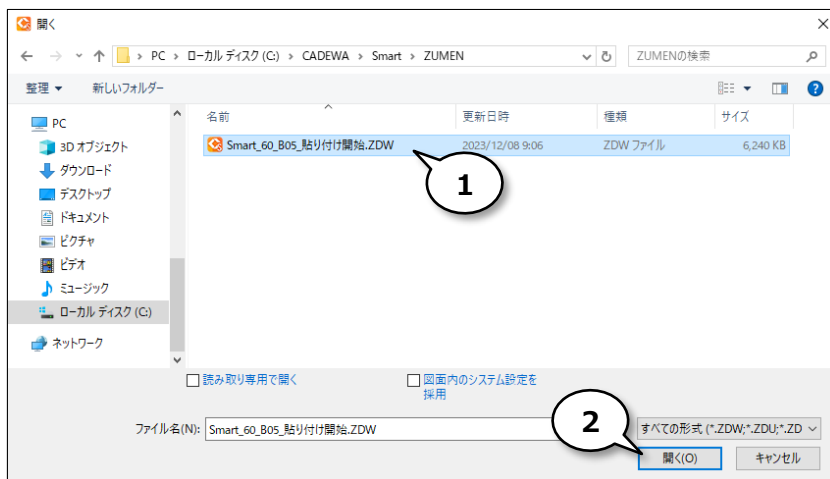 開く
PC > ローカル ディスク (C:) > CADEWA > Smart > ZUMEN
ZUMENの検索
整理 新しいフォルダー
名前 更新日時 種類 サイズ
Smart_60_B05_貼り付け開始.ZDW 2023/12/08 9:06 ZDW ファイル 6,240 KB
1
PC
3D オブジェクト
ダウンロード
デスクトップ
ドキュメント
ピクチャ
ビデオ
ミュージック
ローカル ディスク (C:)
ネットワーク
読み取り専用で開く
図面内のシステム設定を
採用
ファイル名(N): Smart_60_B05_貼り付け開始.ZDW
2
すべての形式 (*.ZDW;*.ZDU;*.ZD
開く(O) キャンセル